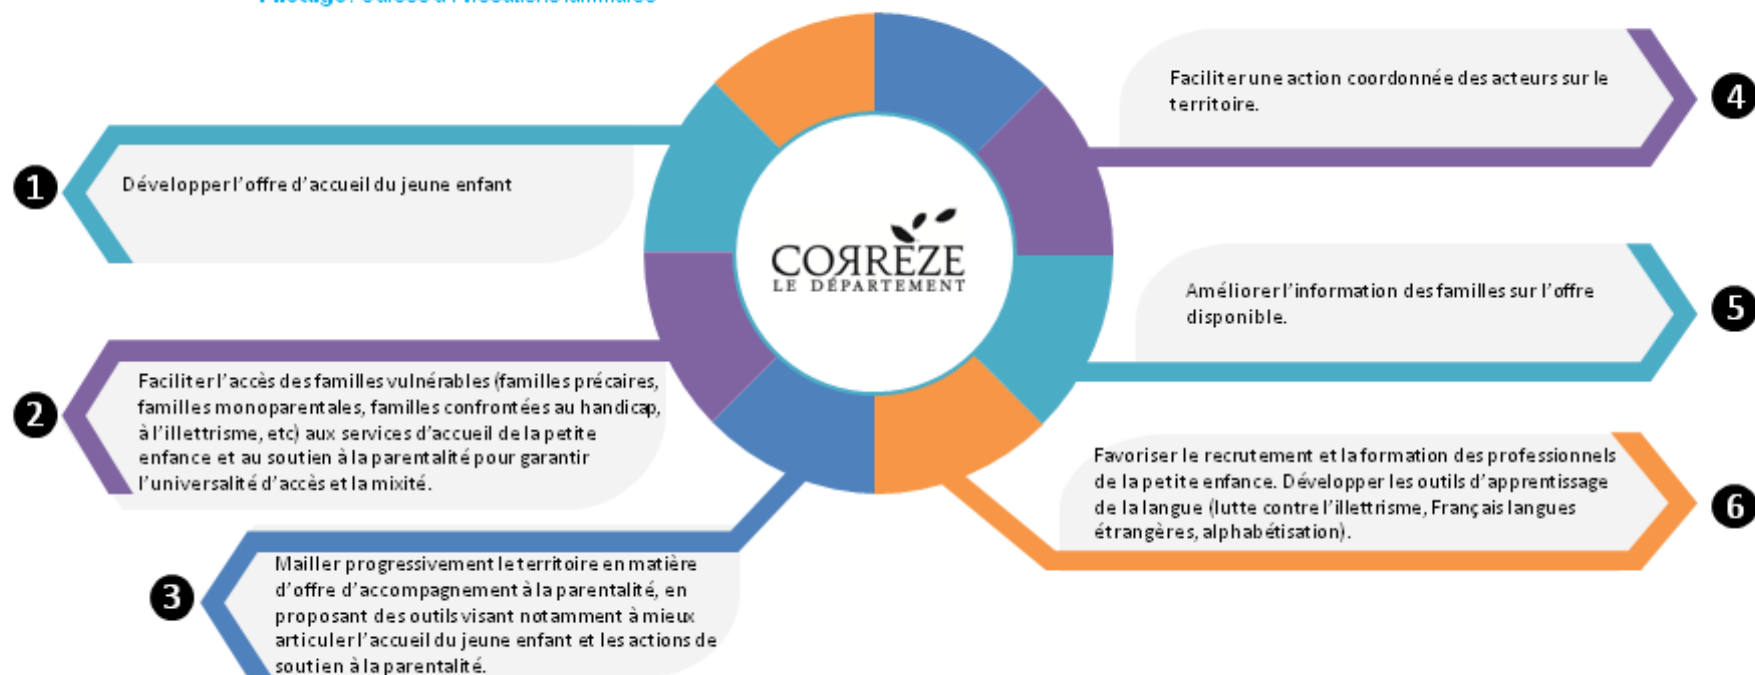 1
Développer l'offre d'accueil du jeune enfant
2
Faciliter l'accès des familles vulnérables (familles précaires,
familles monoparentales, familles confrontées au handicap,
à l'illettrisme, etc) aux services d'accueil de la petite
enfance et au soutien à la parentalité pour garantir
l'universalité d'accès et la mixité.
3
Mailler progressivement le territoire en matière
d'offre d'accompagnement à la parentalité, en
proposant des outils visant notamment à mieux
articuler l'accueil du jeune enfant et les actions de
soutien à la parentalité.
CORRÈZE
LE DÉPARTEMENT
Faciliter une action coordonnée des acteurs sur le
territoire.
4
Améliorer l'information des familles sur l'offre
disponible.
5
Favoriser le recrutement et la formation des professionnels
de la petite enfance. Développer les outils d'apprentissage
de la langue (lutte contre l'illettrisme, Français langues
étrangères, alphabétisation).
6